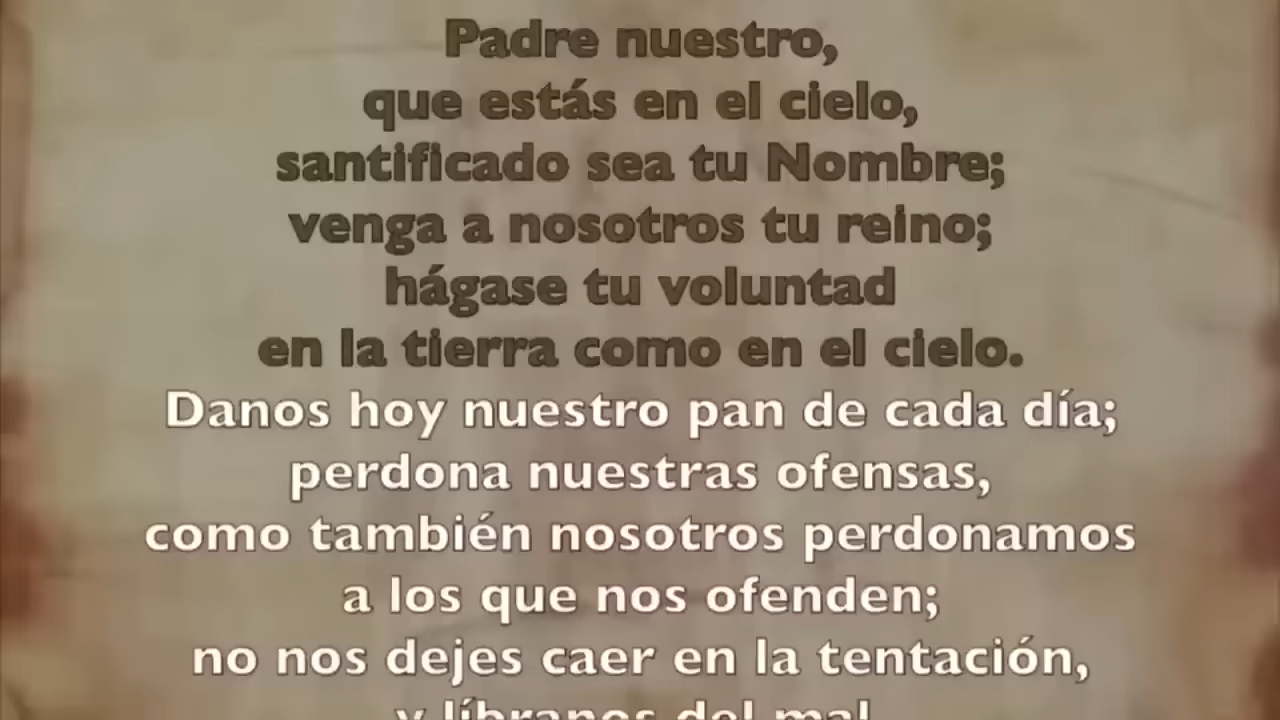 Padre nuestro,
que estás en el cielo,
santificado sea tu Nombre;
venga a nosotros tu reino;
hágase tu voluntad
en la tierra como en el cielo.
Danos hoy nuestro pan de cada día;
perdona nuestras ofensas,
como también nosotros perdonamos
a los que nos ofenden;
no nos dejes caer en la tentación,
y líbranos del mal